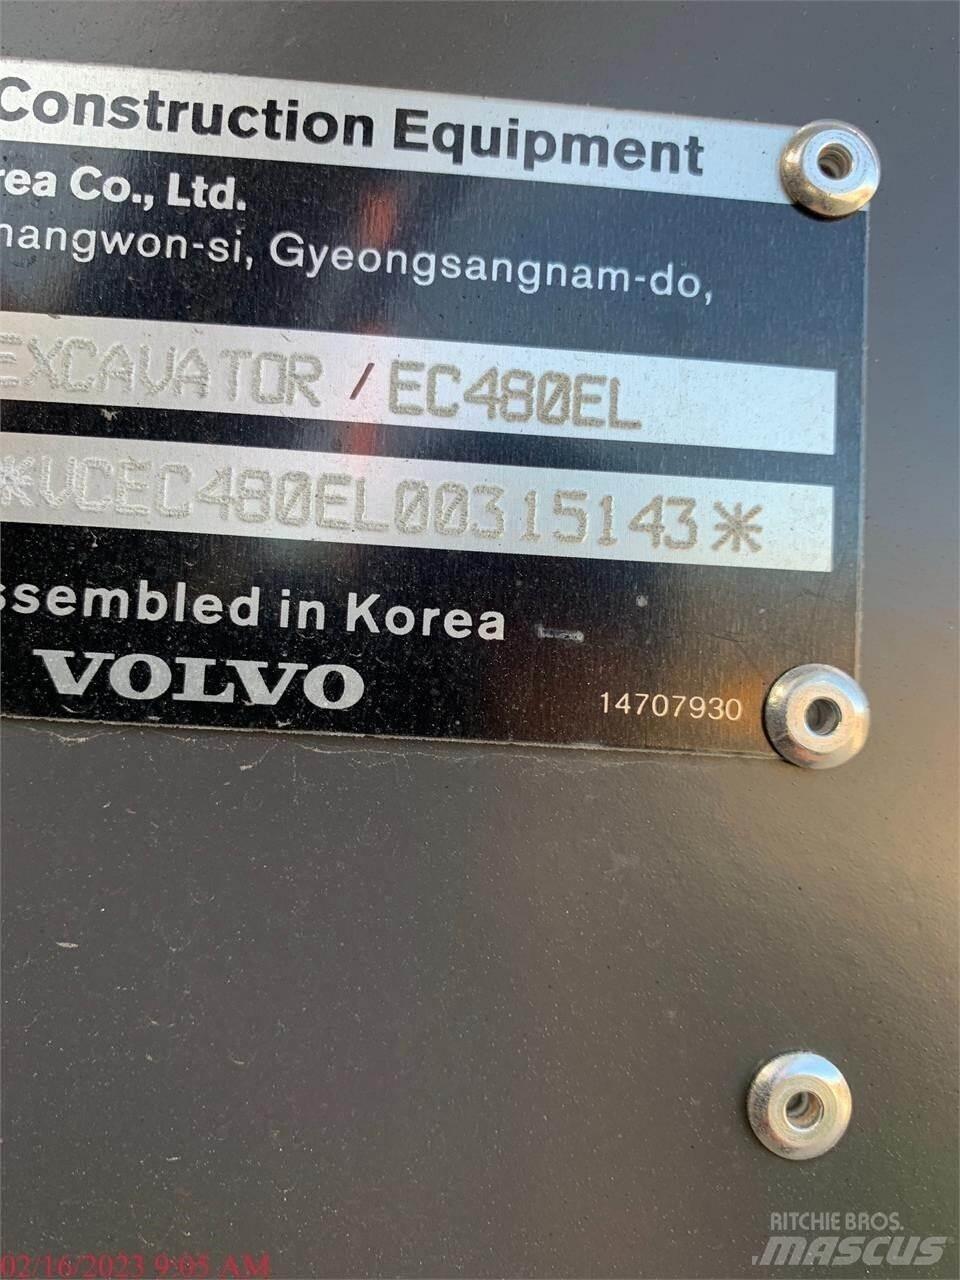 Construction Equipment
rea Co., Ltd.
hangwon-si, Gyeongsangnam-do,
EXCAVATOR / EC480EL
*VCEC480EL00315143*
ssembled in Korea
VOLVO
14707930
RITCHIE BROS.
MASCUS
02/16/2023 9:05 AM